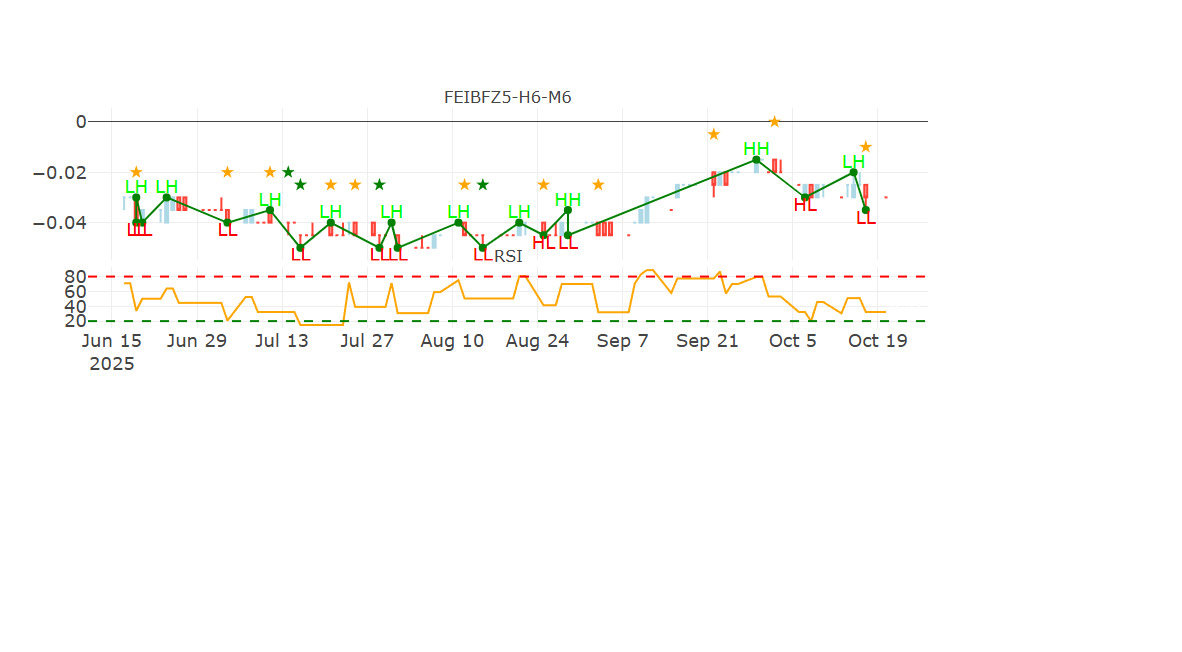 FEIBFZ5-H6-M6
0
−0.02
−0.04
LH LH LH LH LH LH LH HH HH LH
LL LL LL LL LL LL LL HL LL HL LL
RSI
80
60
40
20
Jun 15 Jun 29 Jul 13 Jul 27 Aug 10 Aug 24 Sep 7 Sep 21 Oct 5 Oct 19
2025